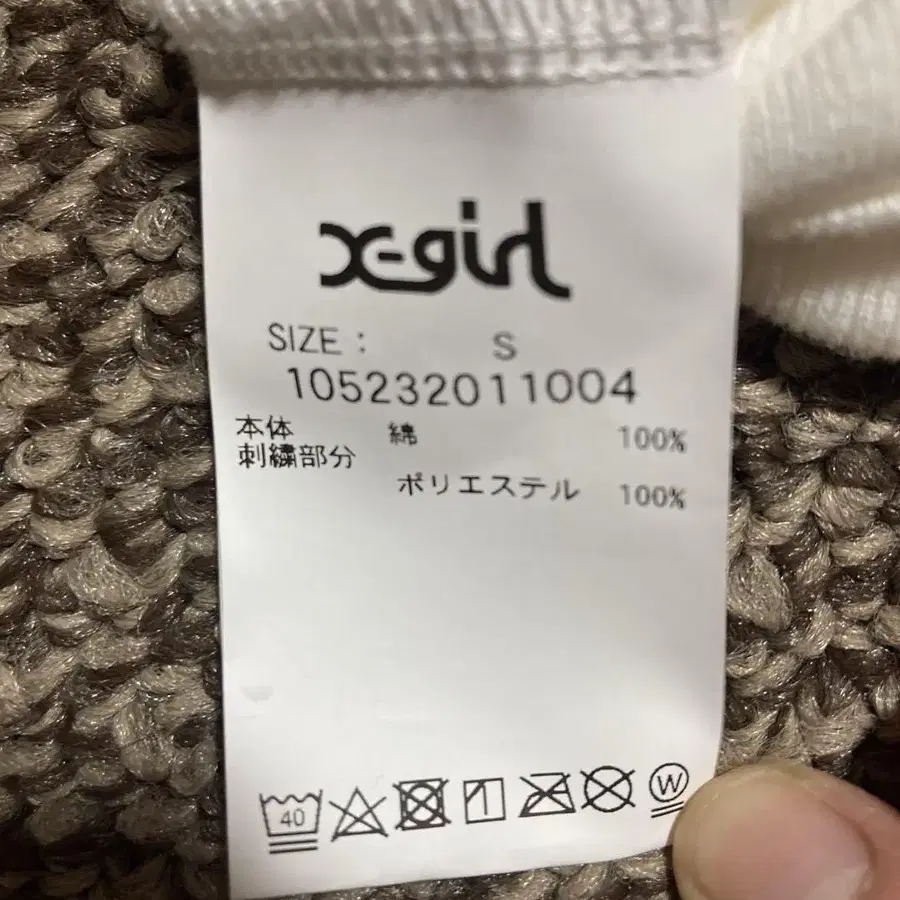 X-girl
SIZE : S
105232011004
本体 綿 100%
刺繍部分
ポリエステル 100%
40
W